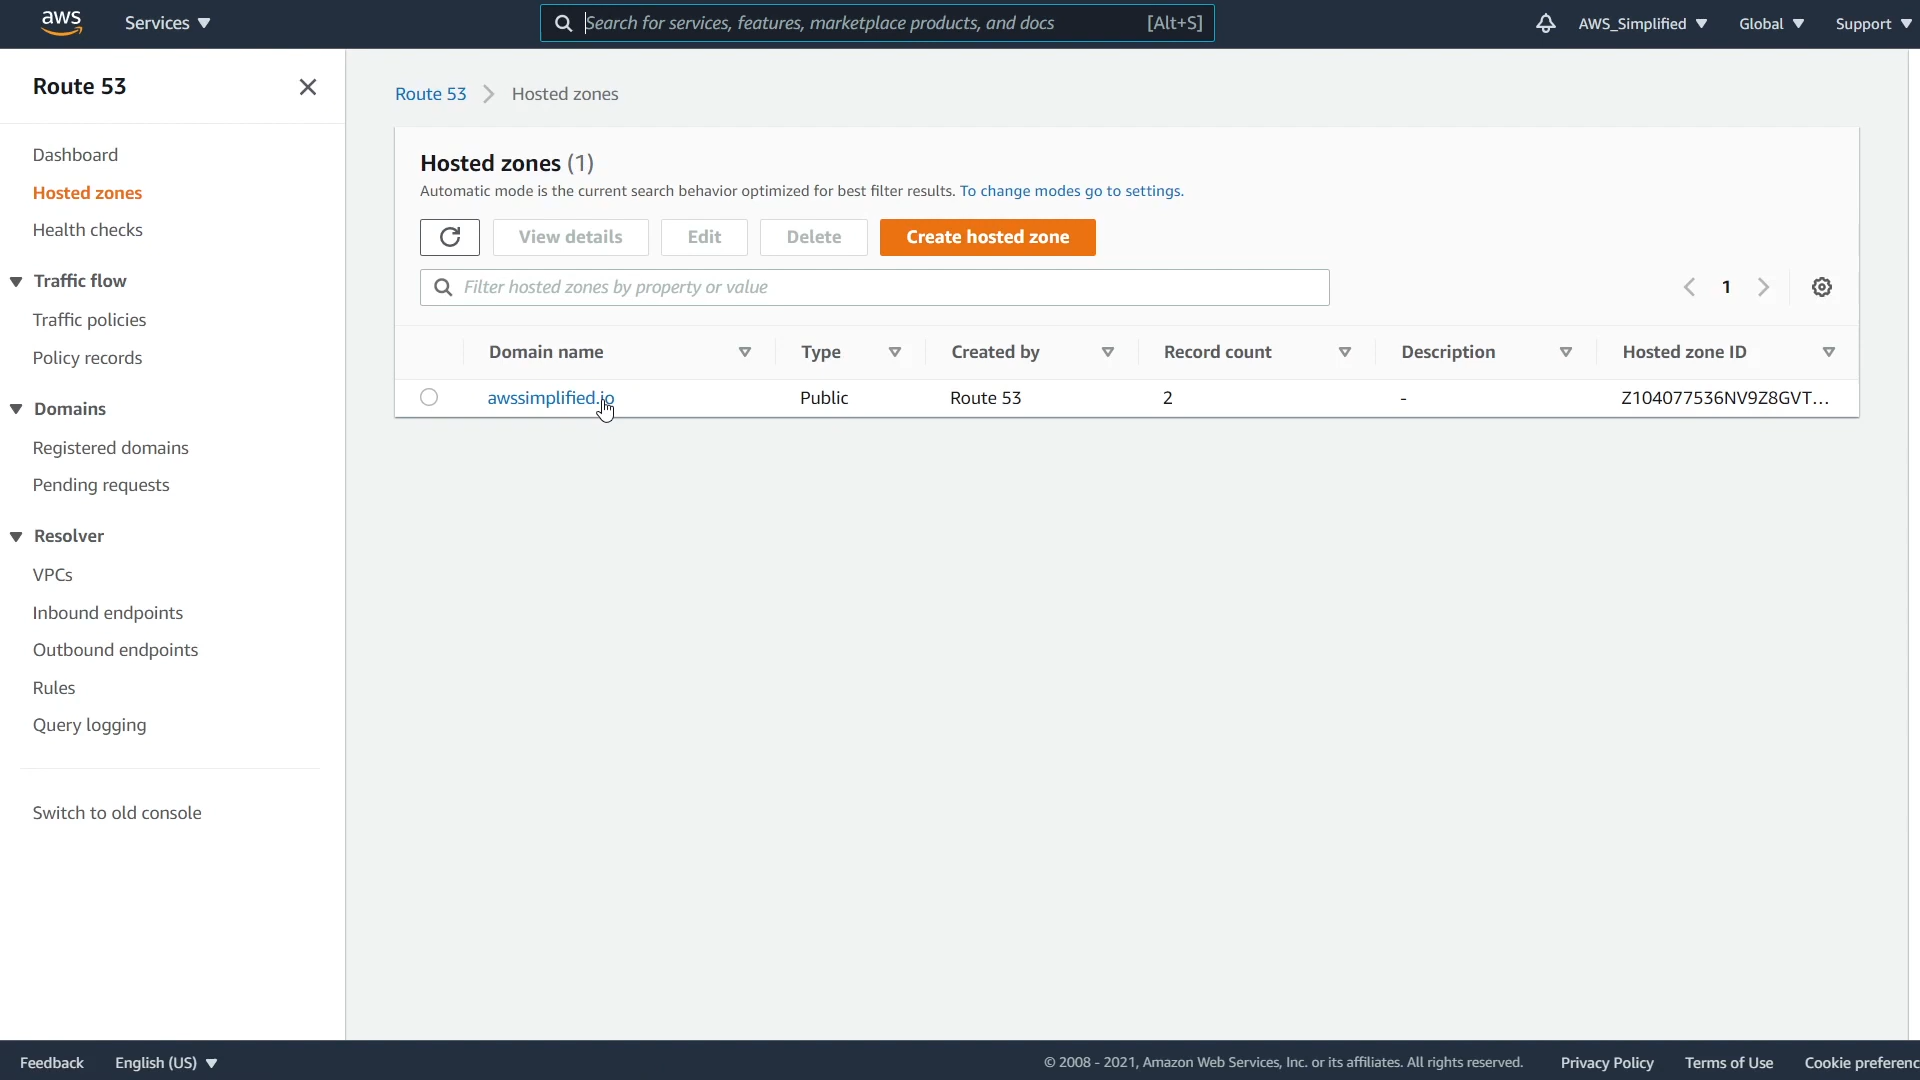 aws Services Search for services, features, marketplace products, and docs [Alt+S] AWS_Simplified Global Support
Route 53
Dashboard
Hosted zones
Health checks
Traffic flow
Traffic policies
Policy records
Domains
Registered domains
Pending requests
Resolver
VPCs
Inbound endpoints
Outbound endpoints
Rules
Query logging
Switch to old console
Route 53 Hosted zones
Hosted zones (1)
Automatic mode is the current search behavior optimized for best filter results. To change modes go to settings.
View details Edit Delete Create hosted zone
Filter hosted zones by property or value 1
Domain name Type Created by Record count Description Hosted zone ID
awssimplified.io Public Route 53 2 - Z104077536NV9Z8GVT...
Feedback English (US) © 2008 - 2021, Amazon Web Services, Inc. or its affiliates. All rights reserved. Privacy Policy Terms of Use Cookie preferenc